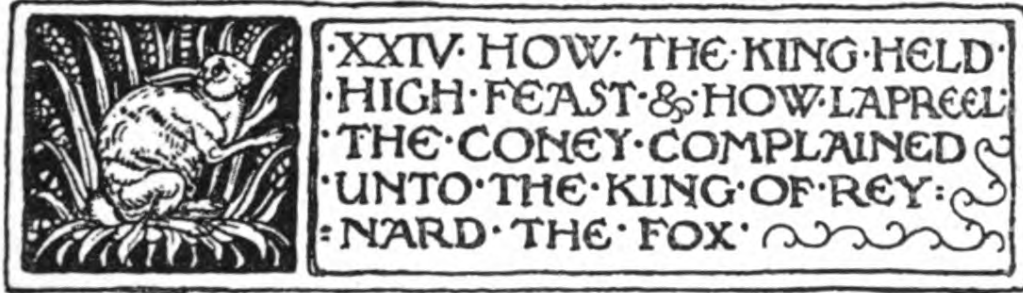 ·XXIV· HOW· THE· KING· HELD·
·HIGH· FEAST· &· HOW· LAPREEL·
·THE· CONEY· COMPLAINED
·UNTO· THE· KING· OF· REY=
=NARD· THE· FOX·